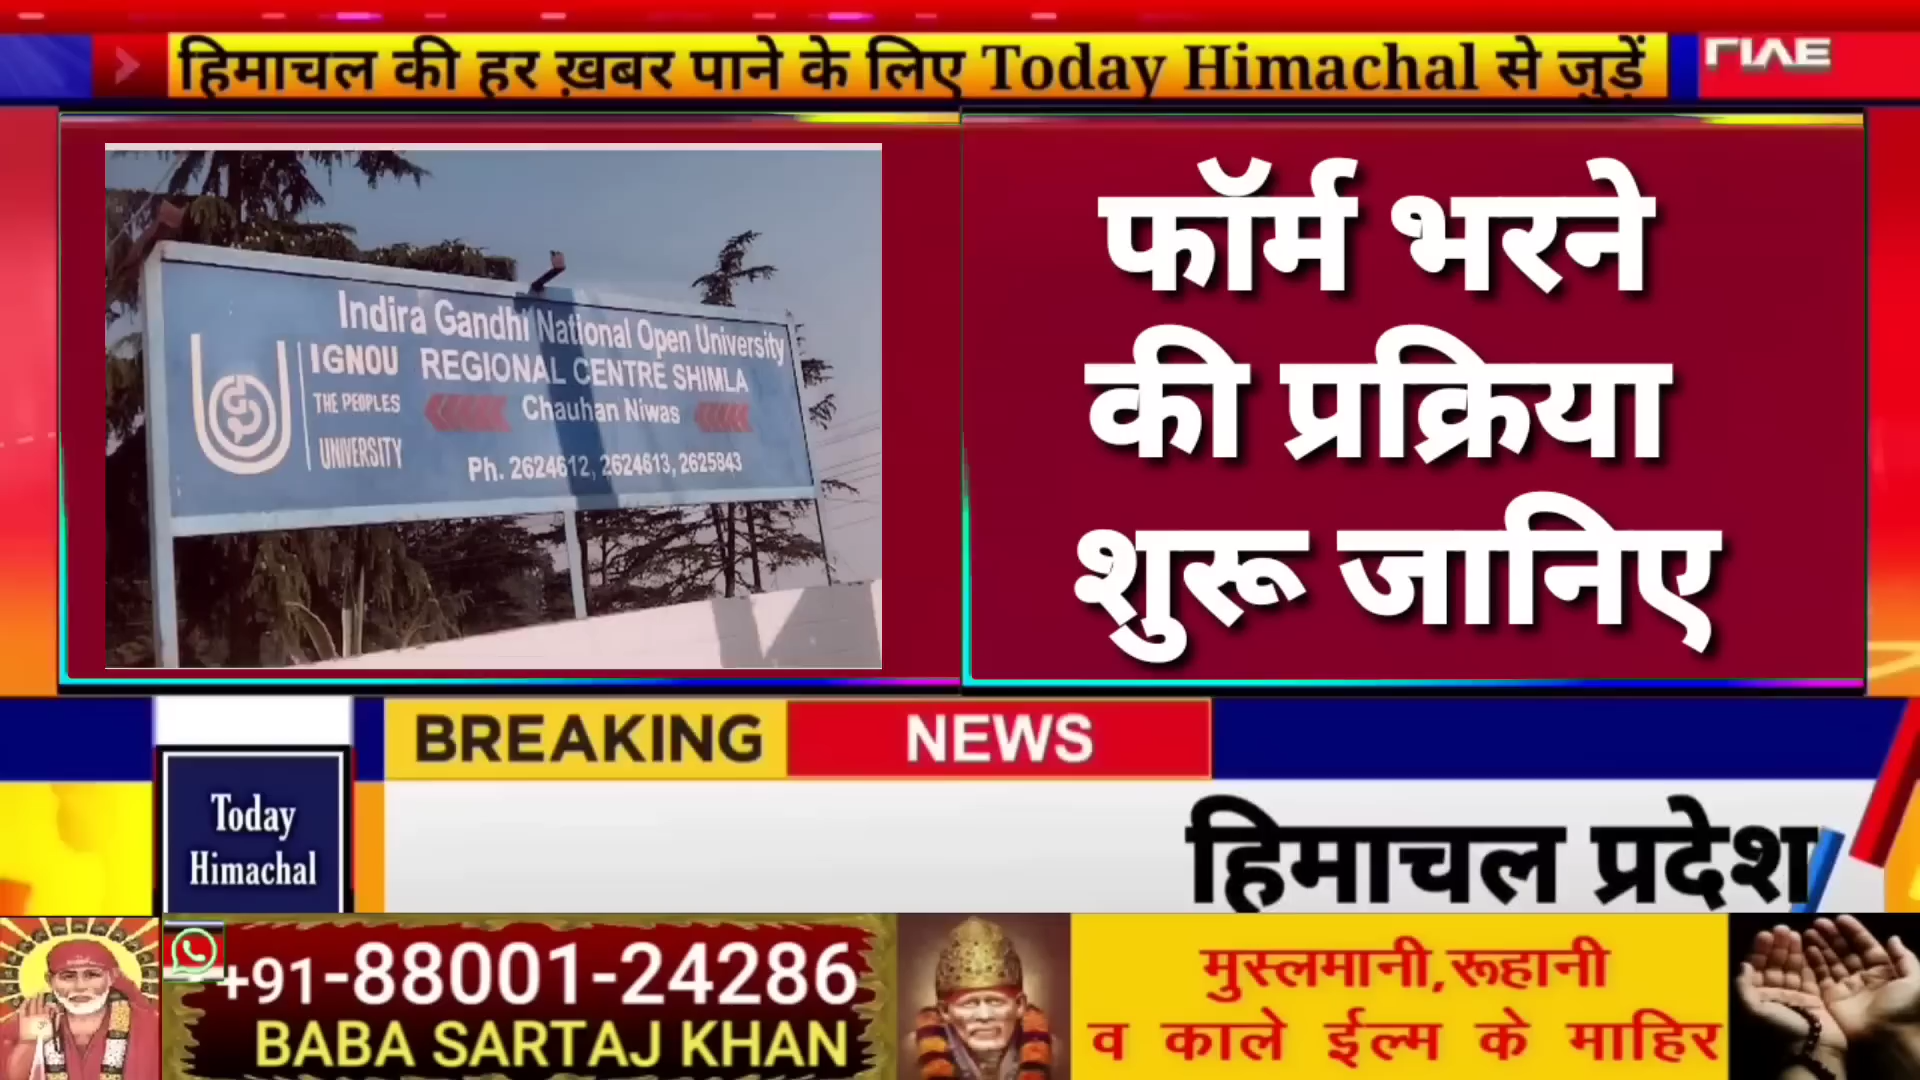 हिमाचल की हर ख़बर पाने के लिए Today Himachal से जुड़ें
Indira Gandhi National Open University
IGNOU REGIONAL CENTRE SHIMLA
THE PEOPLES
UNIVERSITY
Chauhan Niwas
Ph. 2624612, 2624613, 2625843
फॉर्म भरने
की प्रक्रिया
शुरू जानिए
BREAKING NEWS
Today
Himachal
हिमाचल प्रदेश
+91-88001-24286
BABA SARTAJ KHAN
मुस्लमानी,रूहानी
व काले ईल्म के माहिर